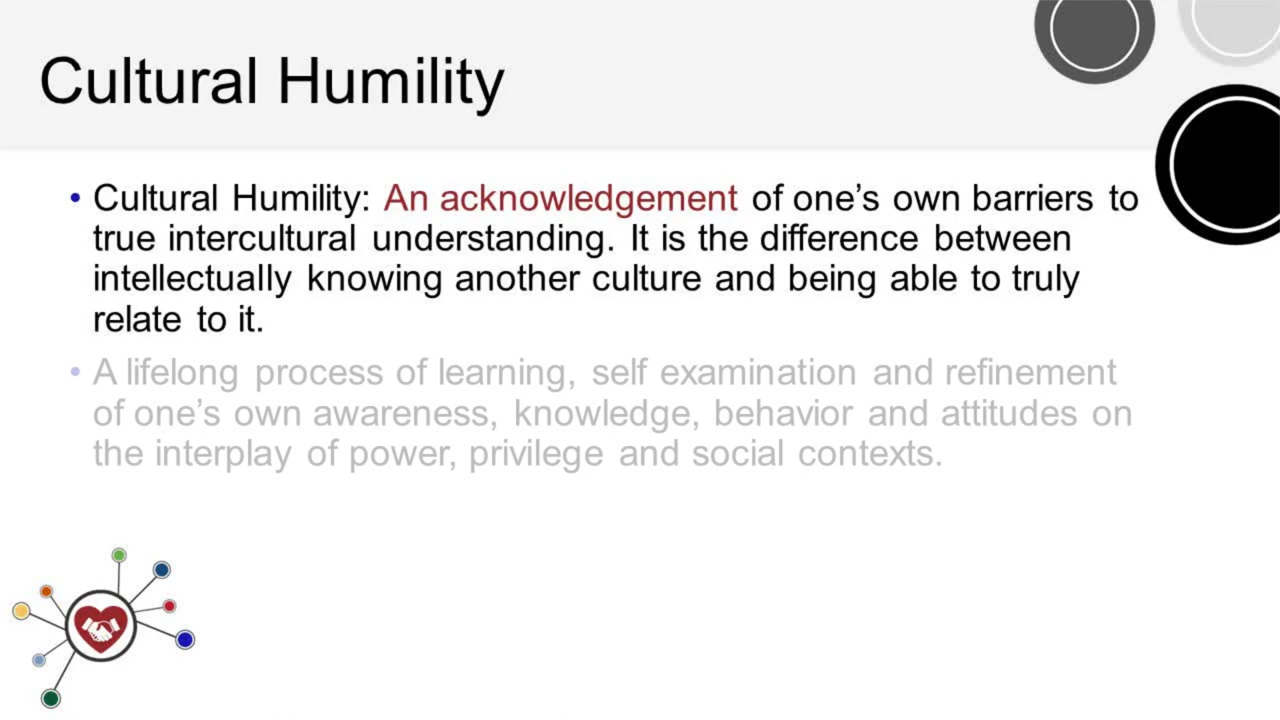 Cultural Humility
• Cultural Humility: An acknowledgement of one’s own barriers to
true intercultural understanding. It is the difference between
intellectually knowing another culture and being able to truly
relate to it.
• A lifelong process of learning, self examination and refinement
of one’s own awareness, knowledge, behavior and attitudes on
the interplay of power, privilege and social contexts.